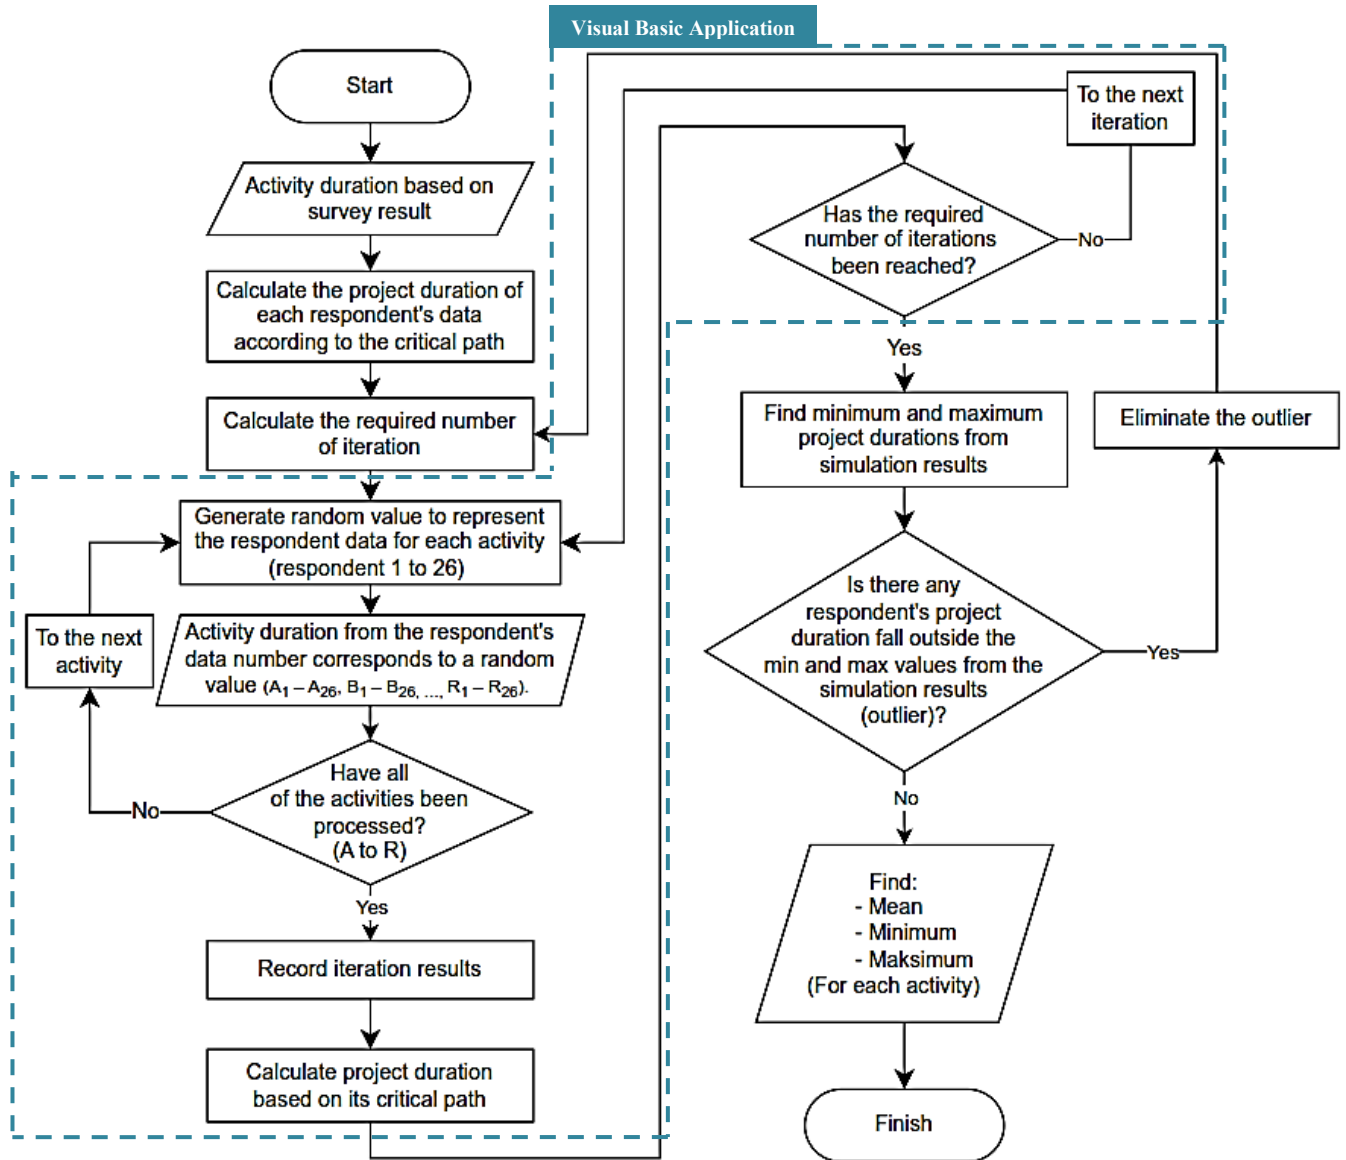 Visual Basic Application
Start
Activity duration based on
survey result
Calculate the project duration of
each respondent's data
according to the critical path
Calculate the required number
of iteration
Generate random value to represent
the respondent data for each activity
(respondent 1 to 26)
To the next
activity
Activity duration from the respondent's
data number corresponds to a random
value (A₁ – A₂₆, B₁ – B₂₆, ..., R₁ – R₂₆).
Have all
of the activities been
processed?
(A to R)
No
Yes
Record iteration results
Calculate project duration
based on its critical path
To the next
iteration
Has the required
number of iterations
been reached?
No
Yes
Find minimum and maximum
project durations from
simulation results
Eliminate the outlier
Is there any
respondent's project
duration fall outside the
min and max values from the
simulation results
(outlier)?
Yes
No
Find:
- Mean
- Minimum
- Maksimum
(For each activity)
Finish